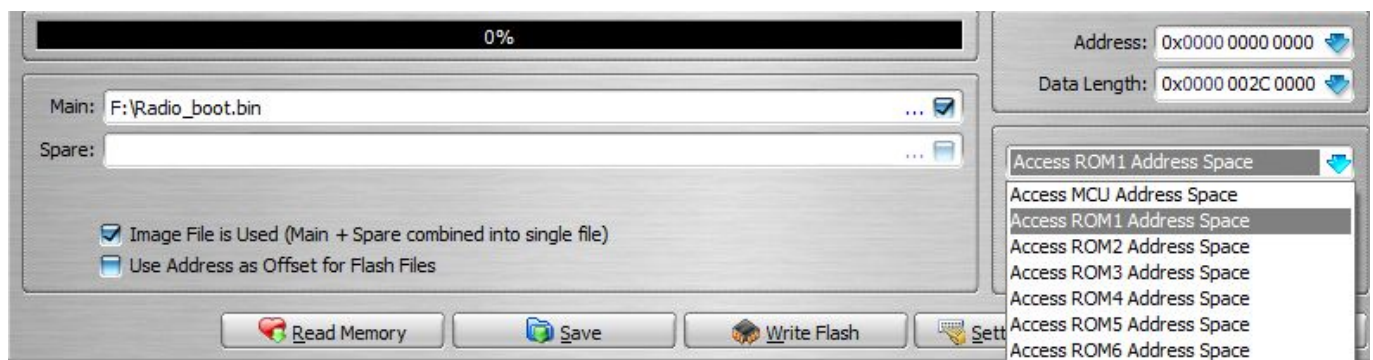 0%
Address: 0x0000 0000 0000
Data Length: 0x0000 002C 0000
Main: F:\Radio_boot.bin ...
Spare: ...
Image File is Used (Main + Spare combined into single file)
Use Address as Offset for Flash Files
Access ROM1 Address Space
Access MCU Address Space
Access ROM1 Address Space
Access ROM2 Address Space
Access ROM3 Address Space
Access ROM4 Address Space
Access ROM5 Address Space
Access ROM6 Address Space
Read Memory
Save
Write Flash
Sett